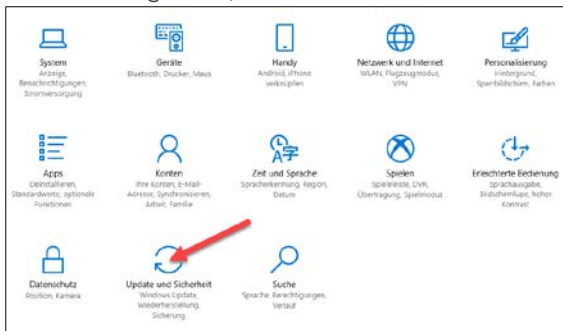 System
Anzeige,
Benachrichtigungen,
Stromversorgung
Geräte
Bluetooth, Drucker, Maus
Handy
Android, iPhone
verknüpfen
Netzwerk und Internet
WLAN, Flugzeugmodus,
VPN
Personalisierung
Hintergrund,
Sperrbildschirm, Farben
Apps
Deinstallieren,
Standardwerte, optionale
Funktionen
Konten
Ihre Konten, E-Mail-
Adresse, Synchronisieren,
Arbeit, Familie
Zeit und Sprache
Spracherkennung, Region,
Datum
Spielen
Spieleleiste, DVR,
Übertragung, Spielmodus
Erleichterte Bedienung
Sprachausgabe,
Bildschirmlupe, hoher
Kontrast
Datenschutz
Position, Kamera
Update und Sicherheit
Windows Update,
Wiederherstellung,
Sicherung
Suche
Sprache, Berechtigungen,
Verlauf